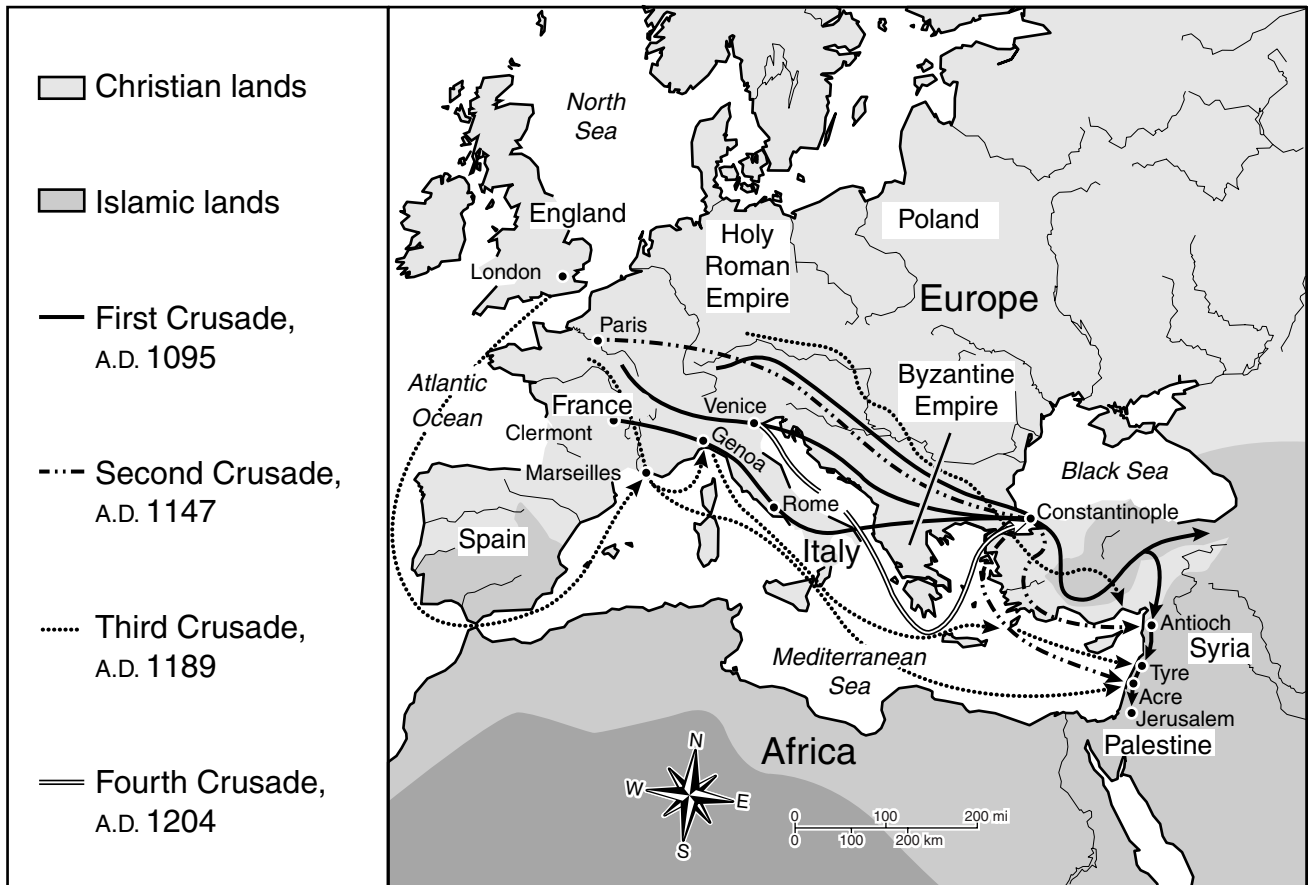 Christian lands
Islamic lands
First Crusade,
A.D. 1095
Second Crusade,
A.D. 1147
Third Crusade,
A.D. 1189
Fourth Crusade,
A.D. 1204
North
Sea
England
London
Holy
Roman
Empire
Poland
Europe
Paris
Atlantic
Ocean
France
Clermont
Venice
Genoa
Byzantine
Empire
Marseilles
Black Sea
Rome
Constantinople
Spain
Italy
Antioch
Syria
Mediterranean
Sea
Tyre
Acre
Jerusalem
Palestine
Africa
N
W
E
S
0 100 200 mi
0 100 200 km